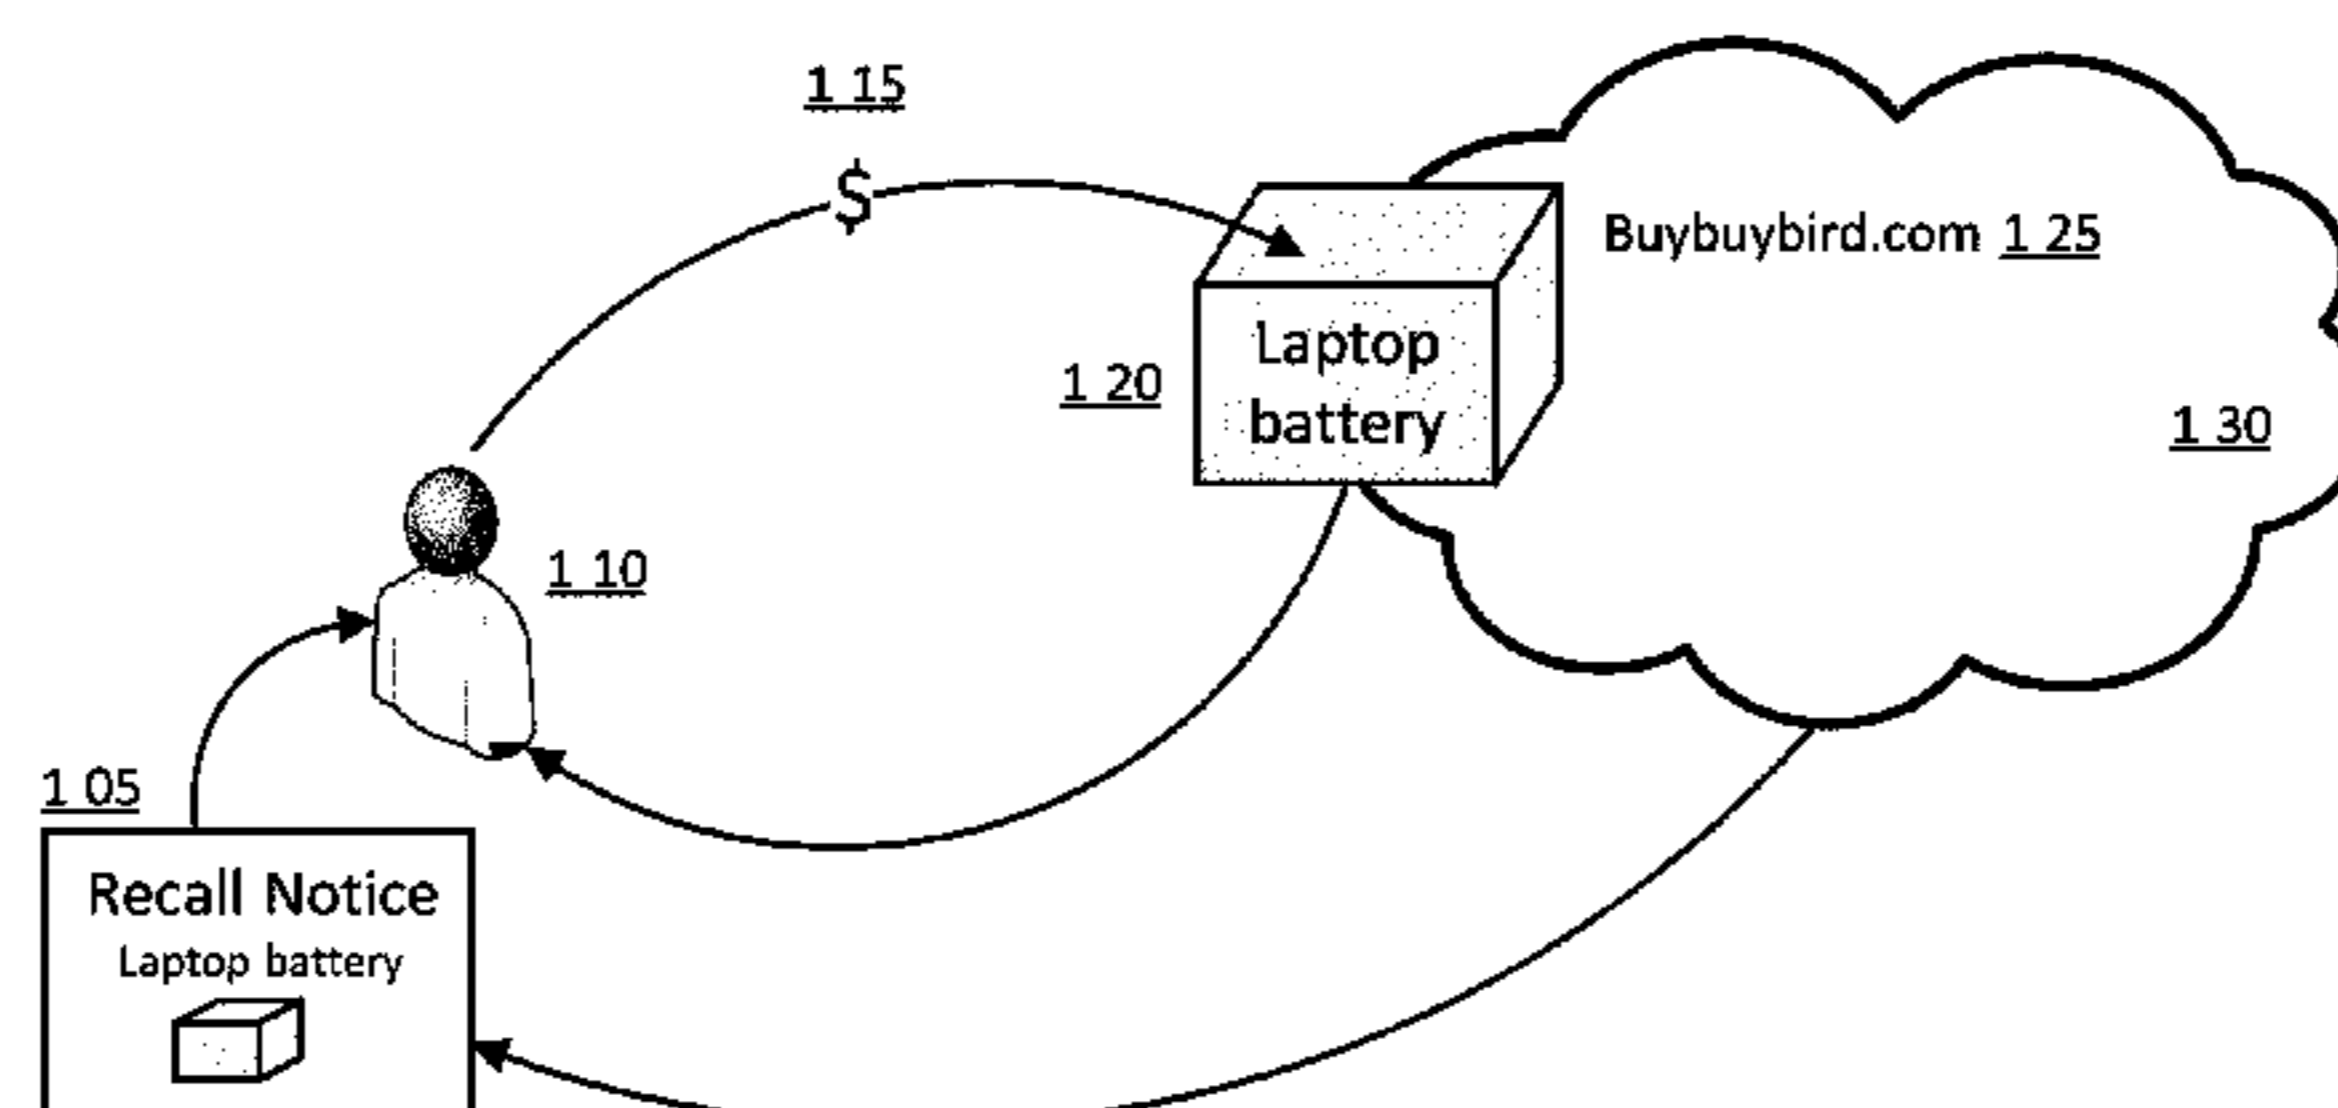 1 15
$
Buybuybird.com 1 25
Laptop
battery
1 20
1 30
1 10
1 05
Recall Notice
Laptop battery